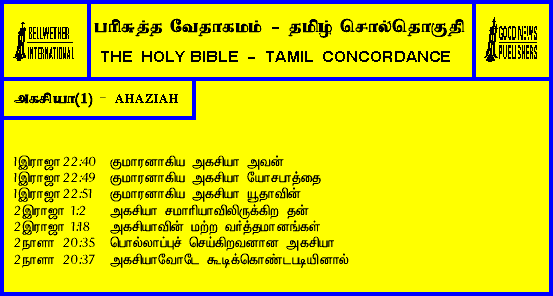 BELLWETHER
INTERNATIONAL
பரிசுத்த வேதாகமம் - தமிழ் சொல்தொகுதி
THE HOLY BIBLE - TAMIL CONCORDANCE
GOOD NEWS
PUBLISHERS
அகசியா(1) - AHAZIAH
1இராஜா 22:40 குமாரனாகிய அகசியா அவன்
1இராஜா 22:49 குமாரனாகிய அகசியா யோசபாத்தை
1இராஜா 22:51 குமாரனாகிய அகசியா யூதாவின்
2இராஜா 1:2 அகசியா சமாரியாவிலிருக்கிற தன்
2இராஜா 1:18 அகசியாவின் மற்ற வர்த்தமானங்கள்
2நாளா 20:35 பொல்லாப்புச் செய்கிறவனான அகசியா
2நாளா 20:37 அகசியாவோடே கூடிக்கொண்டபடியினால்